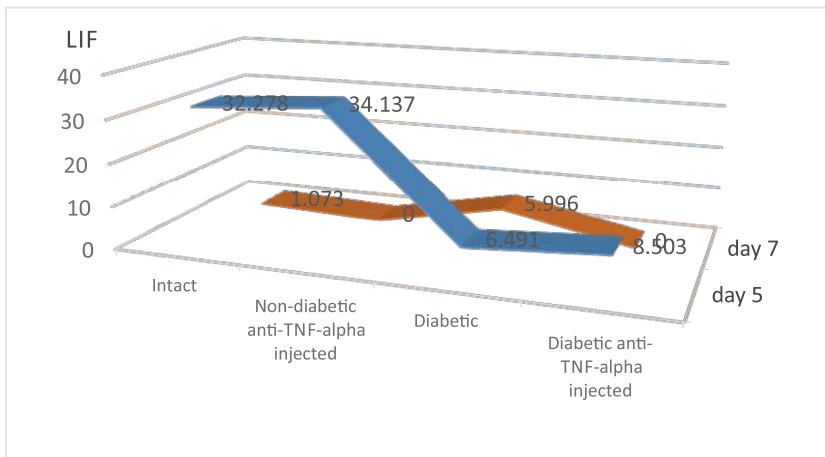 LIF
40
30
20
10
0
32.278
34.137
6.491
8.503
1.073
0
5.996
0
day 7
day 5
Intact
Non-diabetic
anti-TNF-alpha
injected
Diabetic
Diabetic anti-
TNF-alpha
injected